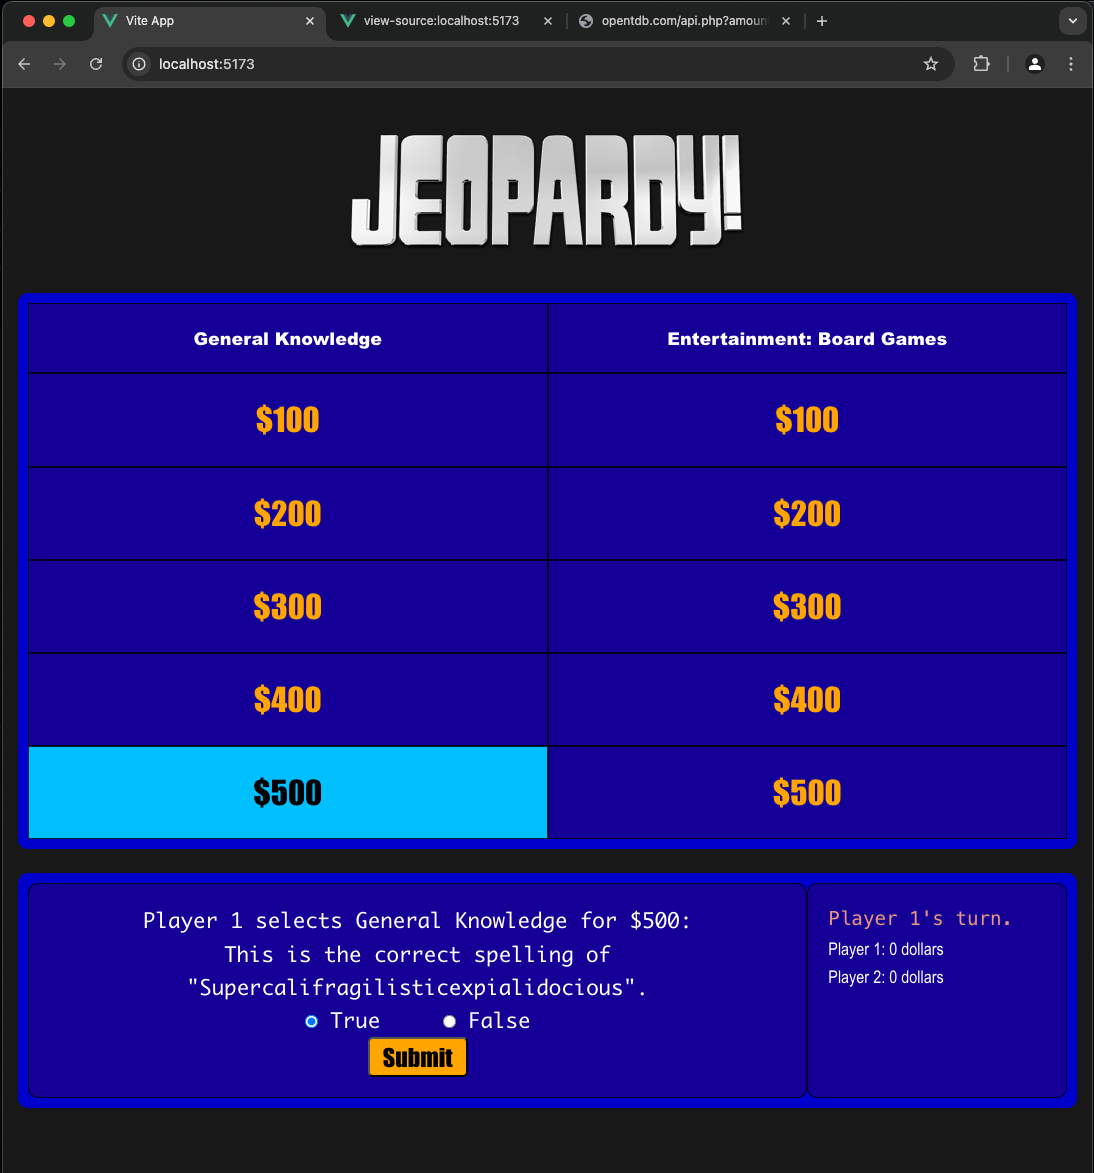 Vite App
view-source:localhost:5173
opentdb.com/api.php?amoun
localhost:5173
JEOPARDY!
General Knowledge
Entertainment: Board Games
$100
$100
$200
$200
$300
$300
$400
$400
$500
$500
Player 1 selects General Knowledge for $500:
This is the correct spelling of
"Supercalifragilisticexpialidocious".
True
False
Submit
Player 1's turn.
Player 1: 0 dollars
Player 2: 0 dollars